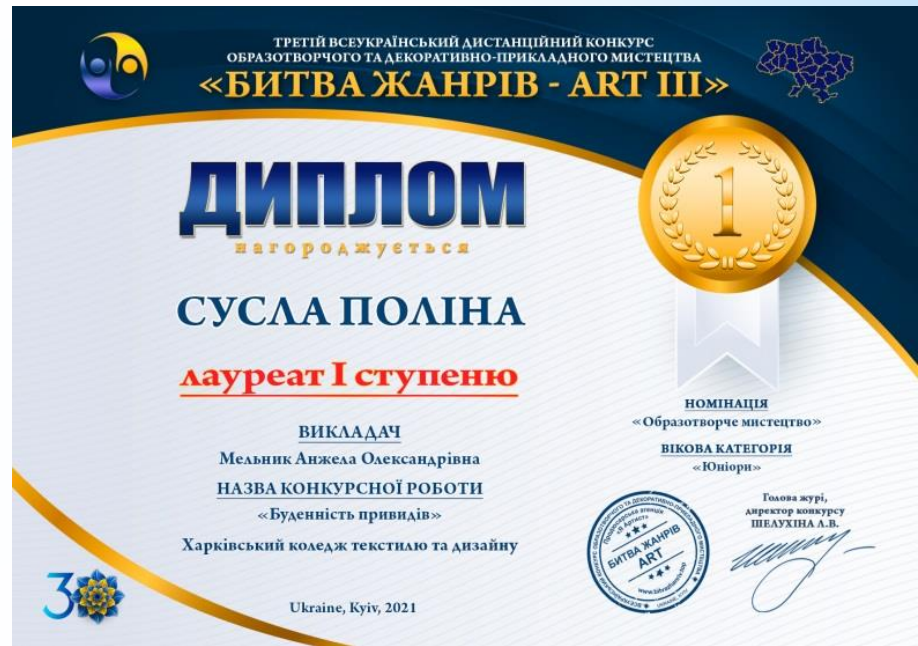 ТРЕТІЙ ВСЕУКРАЇНСЬКИЙ ДИСТАНЦІЙНИЙ КОНКУРС
ОБРАЗОТВОРЧОГО ТА ДЕКОРАТИВНО-ПРИКЛАДНОГО МИСТЕЦТВА
«БИТВА ЖАНРІВ - ART III»
1
ДИПЛОМ
нагороджується
СУСЛА ПОЛІНА
лауреат І ступеню
ВИКЛАДАЧ
Мельник Анжела Олександрівна
НАЗВА КОНКУРСНОЇ РОБОТИ
«Буденність привидів»
Харківський коледж текстилю та дизайну
НОМІНАЦІЯ
«Образотворче мистецтво»
ВІКОВА КАТЕГОРІЯ
«Юніори»
Голова журі,
директор конкурсу
ШЕЛУХІНА Л.В.
БИТВА ЖАНРІВ
ART
30
Ukraine, Kyiv, 2021